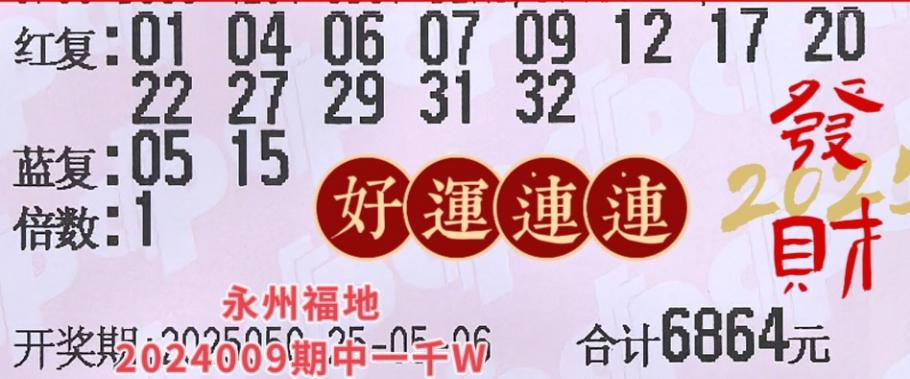 红复:01 04 06 07 09 12 17 20
22 27 29 31 32
蓝复:05 15
倍数:1
好運連連
發財
2025
永州福地
开奖期:2025050 25-05-06
合计6864元
2024009期中一千W